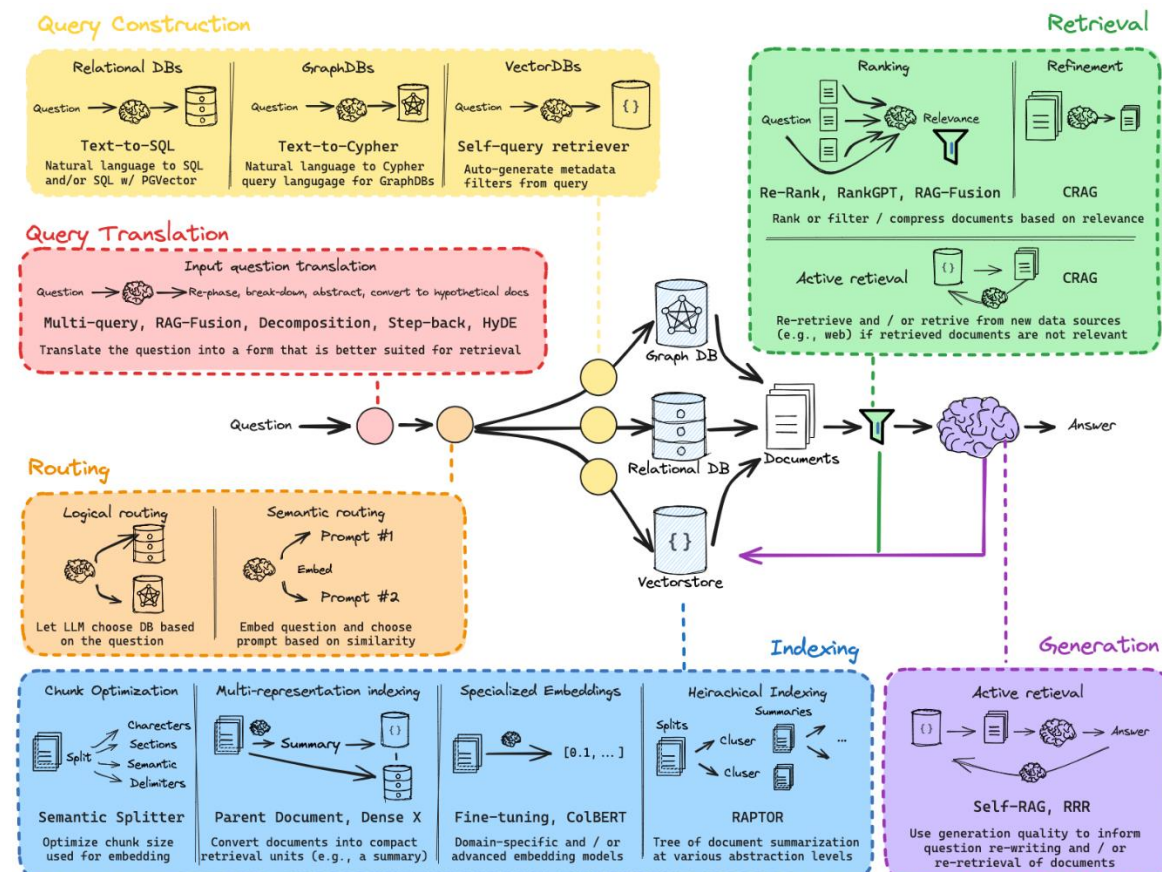 Query Construction
Relational DBs
Question
Text-to-SQL
Natural language to SQL
and/or SQL w/ PGVector
GraphDBs
Question
Text-to-Cypher
Natural language to Cypher
query langugage for GraphDBs
VectorDBs
Question
{}
Self-query retriever
Auto-generate metadata
filters from query
Retrieval
Ranking
Question
Relevance
Re-Rank, RankGPT, RAG-Fusion
Refinement
CRAG
Rank or filter / compress documents based on relevance
Active retieval
{}
CRAG
Re-retrieve and / or retrive from new data sources
(e.g., web) if retrieved documents are not relevant
Query Translation
Input question translation
Question
Re-phase, break-down, abstract, convert to hypothetical docs
Multi-query, RAG-Fusion, Decomposition, Step-back, HyDE
Translate the question into a form that is better suited for retrieval
Question
Graph DB
Relational DB
{}
Vectorstore
Documents
Answer
Routing
Logical routing
Let LLM choose DB based
on the question
Semantic routing
Prompt #1
Embed
Prompt #2
Embed question and choose
prompt based on similarity
Indexing
Chunk Optimization
Split
Charecters
Sections
Semantic
Delimiters
Semantic Splitter
Optimize chunk size
used for embedding
Multi-representation indexing
Summary
{}
Parent Document, Dense X
Convert documents into compact
retrieval units (e.g., a summary)
Specialized Embeddings
[0.1, ...]
Fine-tuning, ColBERT
Domain-specific and / or
advanced embedding models
Heirachical Indexing
Summaries
Splits
Cluser
Cluser
...
RAPTOR
Tree of document summarization
at various abstraction levels
Generation
Active retieval
{}
Answer
Self-RAG, RRR
Use generation quality to inform
question re-writing and / or
re-retrieval of documents